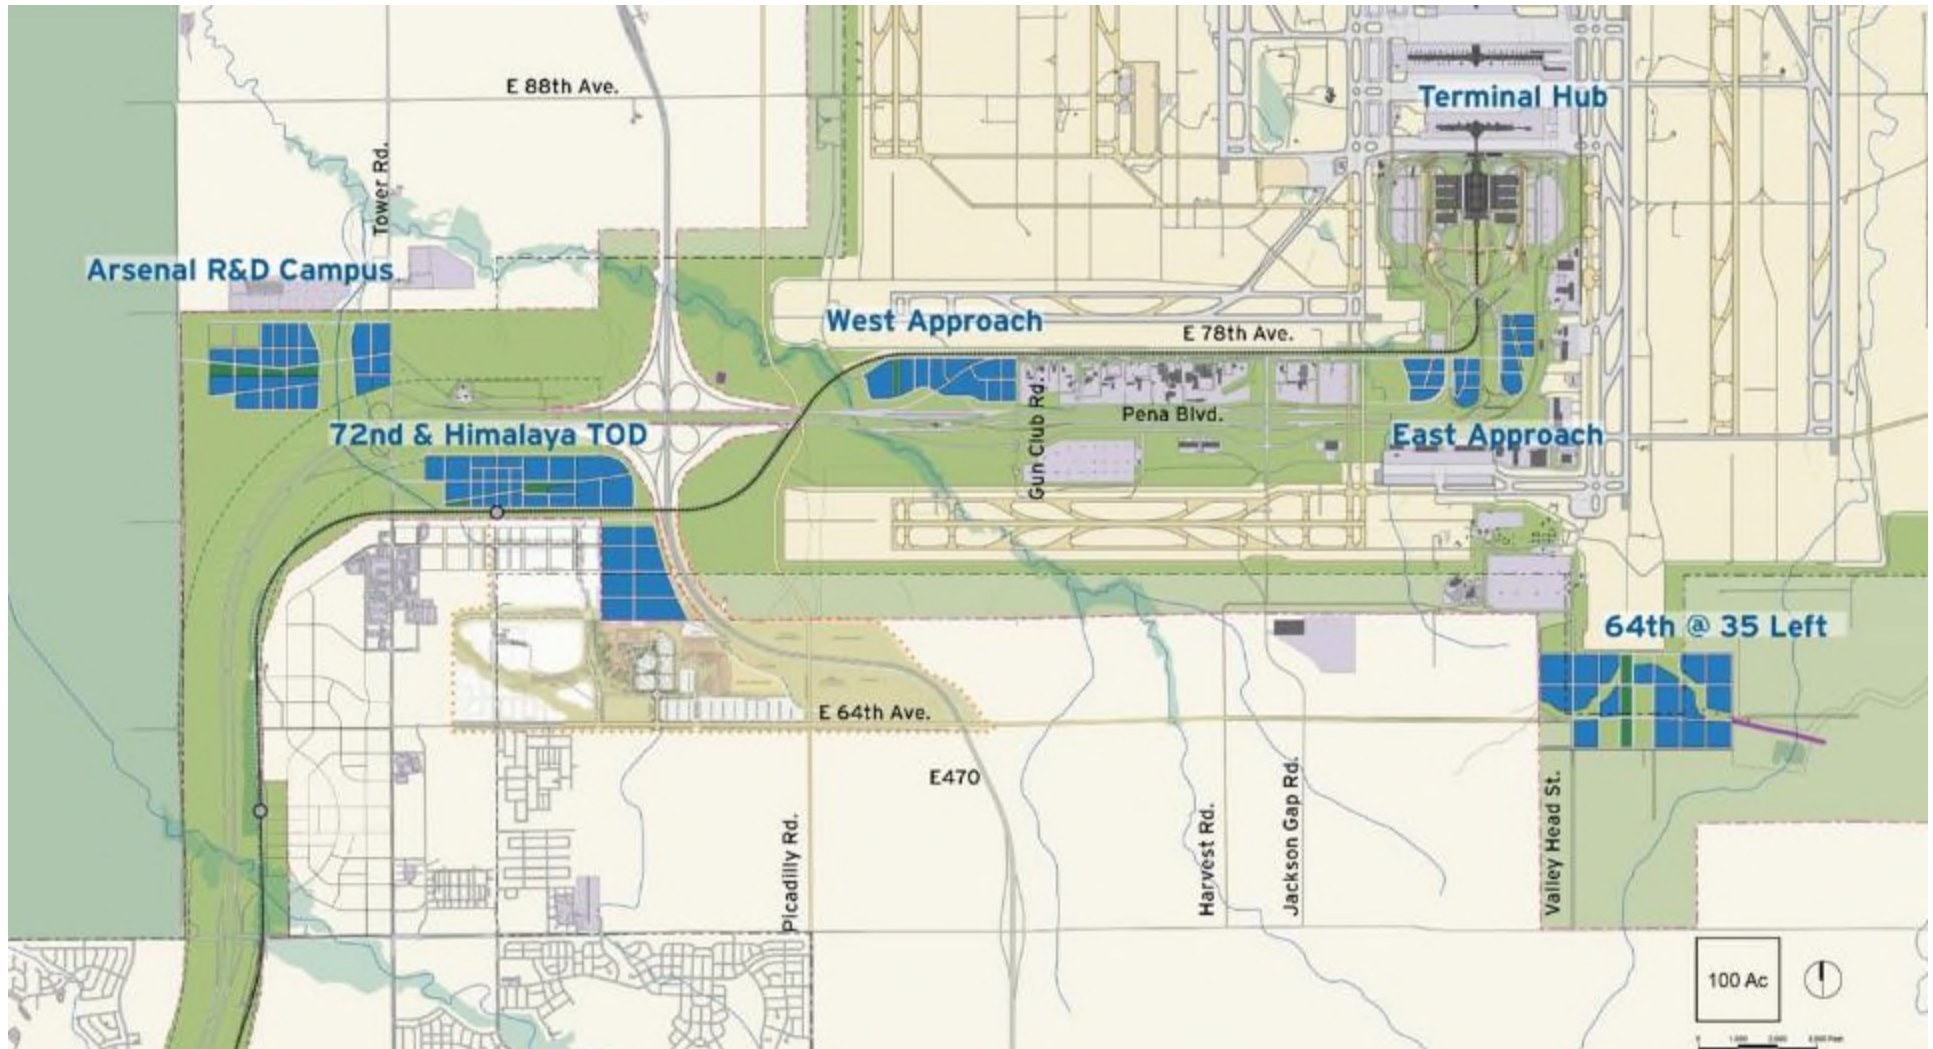 E 88th Ave.
Terminal Hub
Tower Rd.
Arsenal R&D Campus
West Approach
E 78th Ave.
Gun Club Rd.
Pena Blvd.
72nd & Himalaya TOD
East Approach
64th @ 35 Left
E 64th Ave.
E470
Picadilly Rd.
Harvest Rd.
Jackson Gap Rd.
Valley Head St.
100 Ac